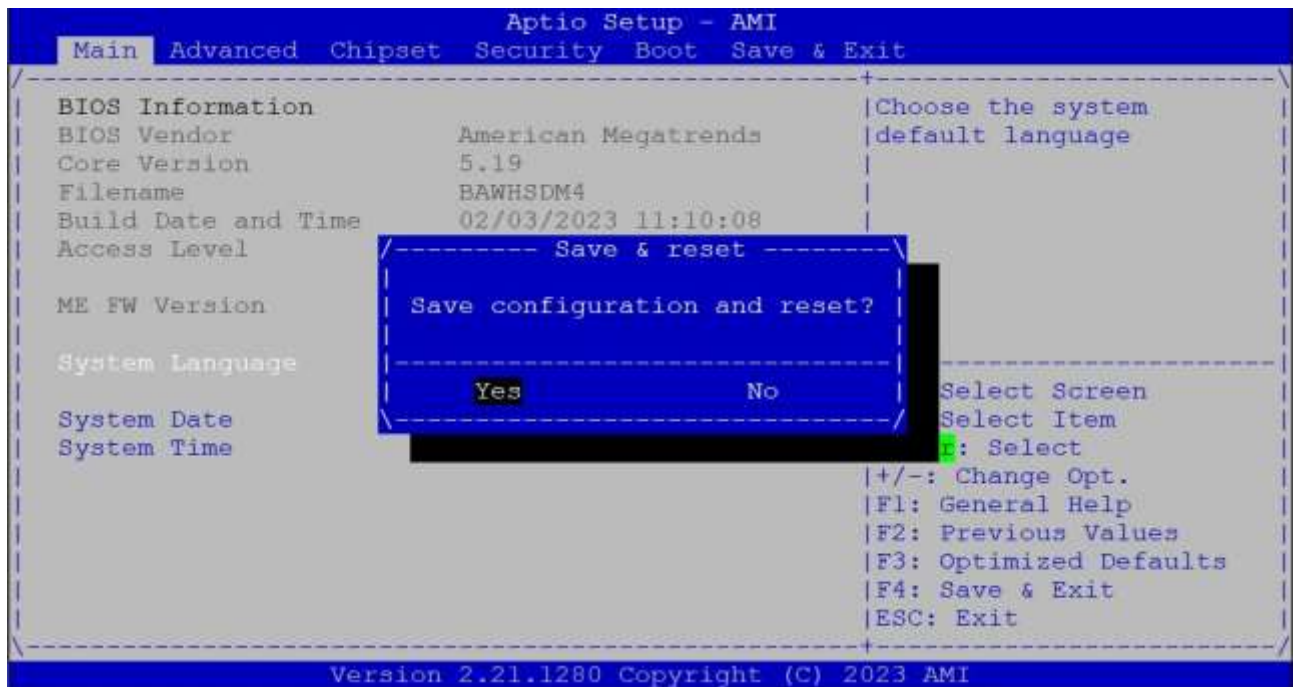 Aptio Setup - AMI
Main Advanced Chipset Security Boot Save & Exit
/---------------------------------------------------+------------------------\
BIOS Information |Choose the system
BIOS Vendor American Megatrends |default language
Core Version 5.19
Filename BAWHSDM4
Build Date and Time 02/03/2023 11:10:08
Access Level /--------- Save & reset ---------\
ME FW Version | Save configuration and reset? |
System Language
Yes No Select Screen
System Date Select Item
System Time r: Select
|+/-: Change Opt.
|F1: General Help
|F2: Previous Values
|F3: Optimized Defaults
|F4: Save & Exit
|ESC: Exit
Version 2.21.1280 Copyright (C) 2023 AMI